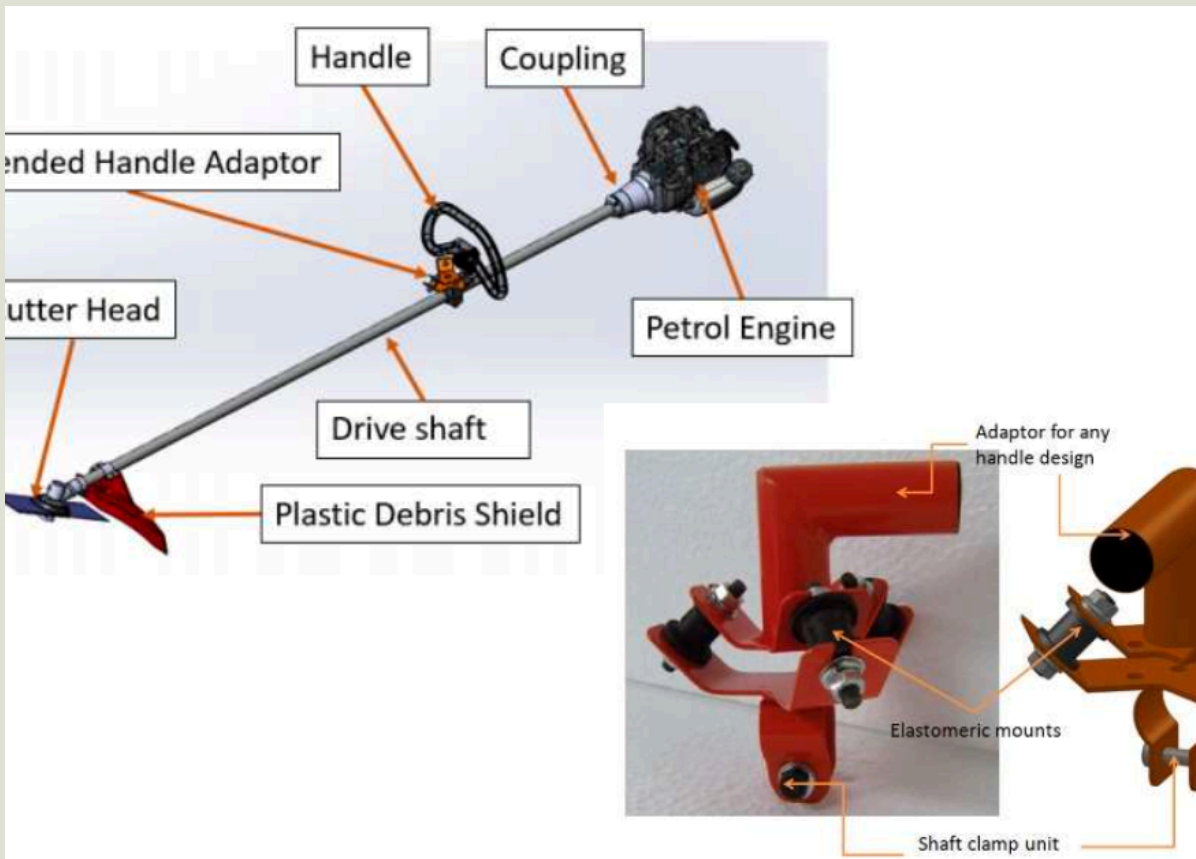 Handle
Coupling
ended Handle Adaptor
utter Head
Petrol Engine
Drive shaft
Plastic Debris Shield
Adaptor for any
handle design
Elastomeric mounts
Shaft clamp unit